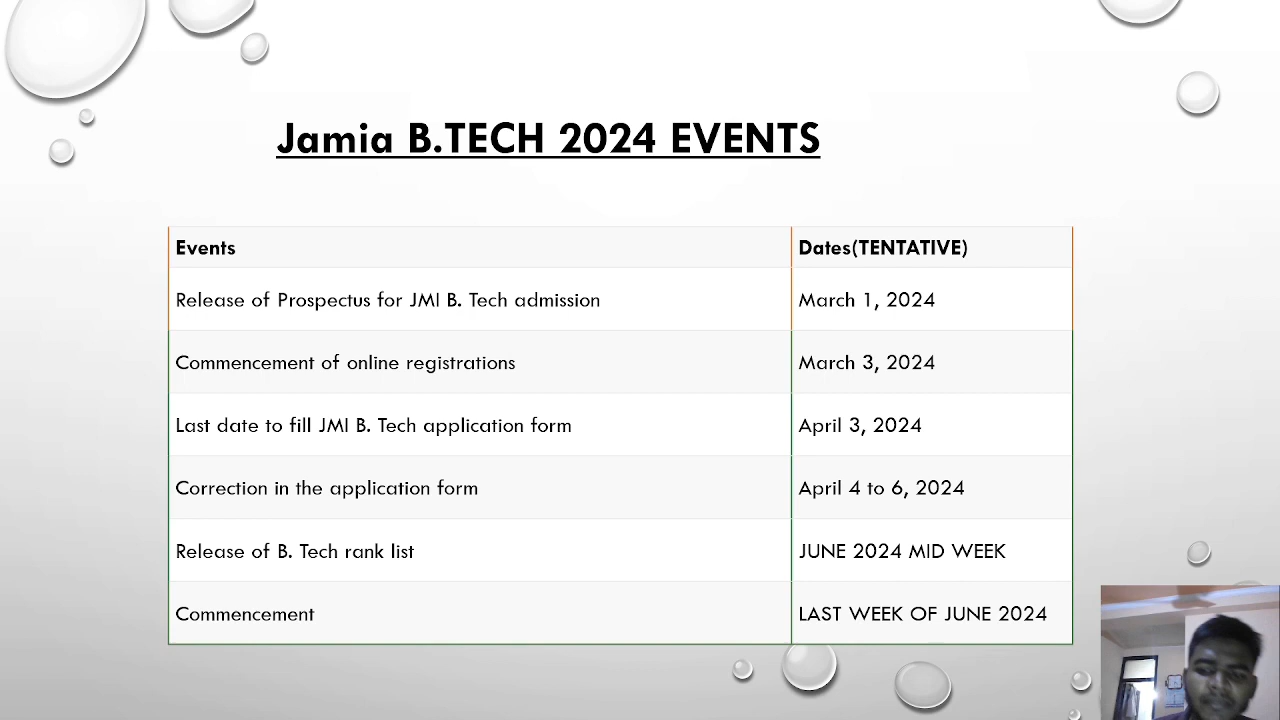 Jamia B.TECH 2024 EVENTS
Events Dates(TENTATIVE)
Release of Prospectus for JMI B. Tech admission March 1, 2024
Commencement of online registrations March 3, 2024
Last date to fill JMI B. Tech application form April 3, 2024
Correction in the application form April 4 to 6, 2024
Release of B. Tech rank list JUNE 2024 MID WEEK
Commencement LAST WEEK OF JUNE 2024